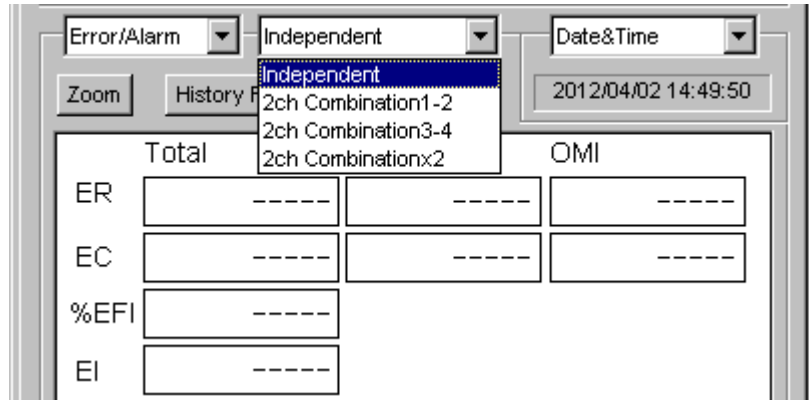 Error/Alarm Independent Date&Time
Independent
Zoom History 2012/04/02 14:49:50
2ch Combination1-2
2ch Combination3-4
Total 2ch Combinationx2 OMI
ER ----- ----- -----
EC ----- ----- -----
%EFI -----
EI -----